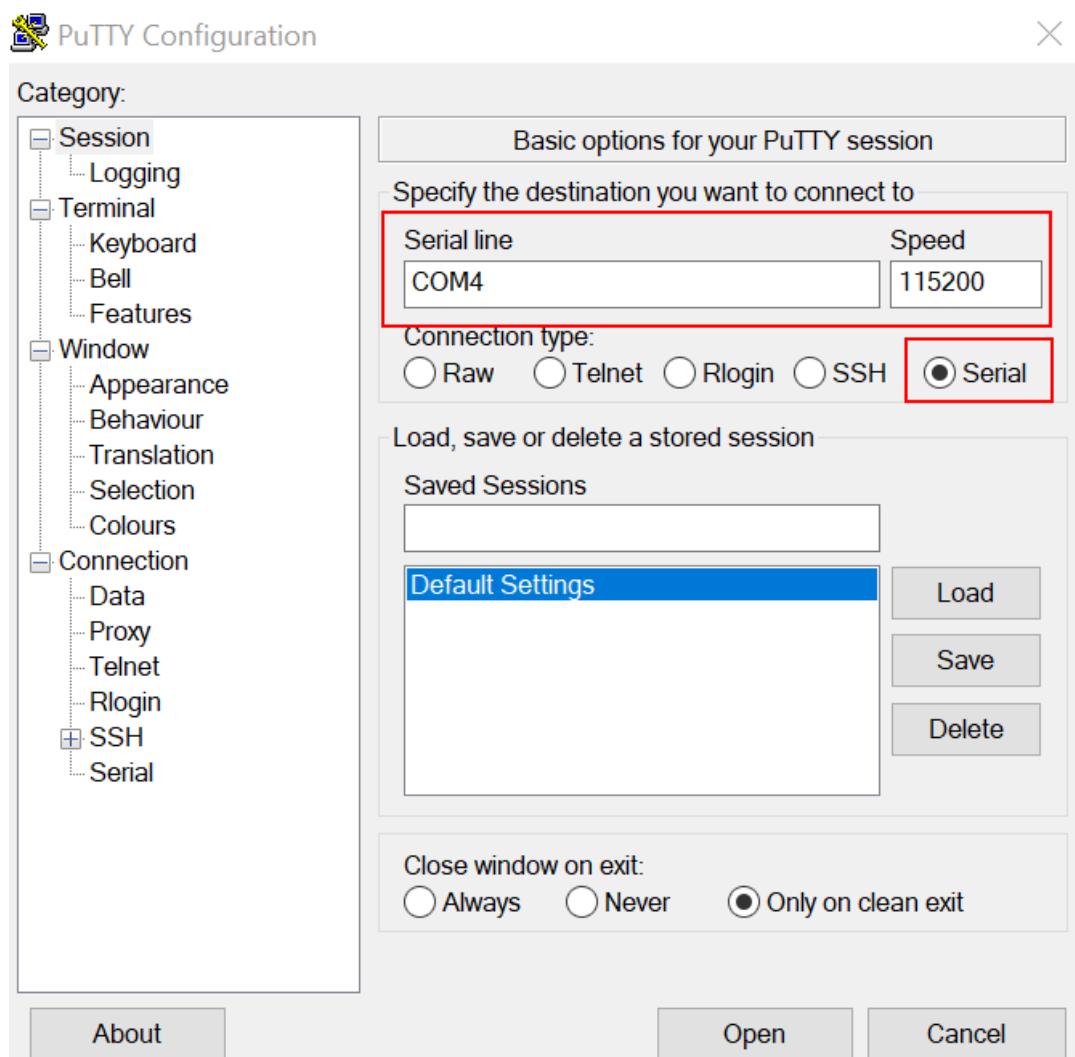 PuTTY Configuration
Category:
Session
Logging
Terminal
Keyboard
Bell
Features
Window
Appearance
Behaviour
Translation
Selection
Colours
Connection
Data
Proxy
Telnet
Rlogin
SSH
Serial
Basic options for your PuTTY session
Specify the destination you want to connect to
Serial line Speed
COM4 115200
Connection type:
Raw Telnet Rlogin SSH Serial
Load, save or delete a stored session
Saved Sessions
Default Settings
Load
Save
Delete
Close window on exit:
Always Never Only on clean exit
About Open Cancel